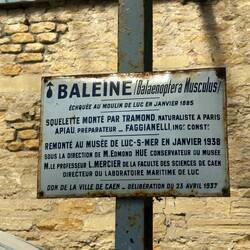 BALEINE (Balaenoptera Musculus)
ÉCHOUÉE AU MOULIN DE LUC EN JANVIER 1885
SQUELETTE MONTÉ PAR TRAMOND, NATURALISTE À PARIS
APIAU, PRÉPARATEUR _ FAGGIANELLI, ING! CONST!
REMONTÉ AU MUSÉE DE LUC-S-MER EN JANVIER 1938
SOUS LA DIRECTION DE M. EDMOND HUE CONSERVATEUR DU MUSÉE
M. LE PROFESSEUR L. MERCIER DE LA FACULTÉ DES SCIENCES DE CAEN
DIRECTEUR DU LABORATOIRE MARITIME DE LUC
DON DE LA VILLE DE CAEN _ DÉLIBÉRATION DU 23 AVRIL 1937